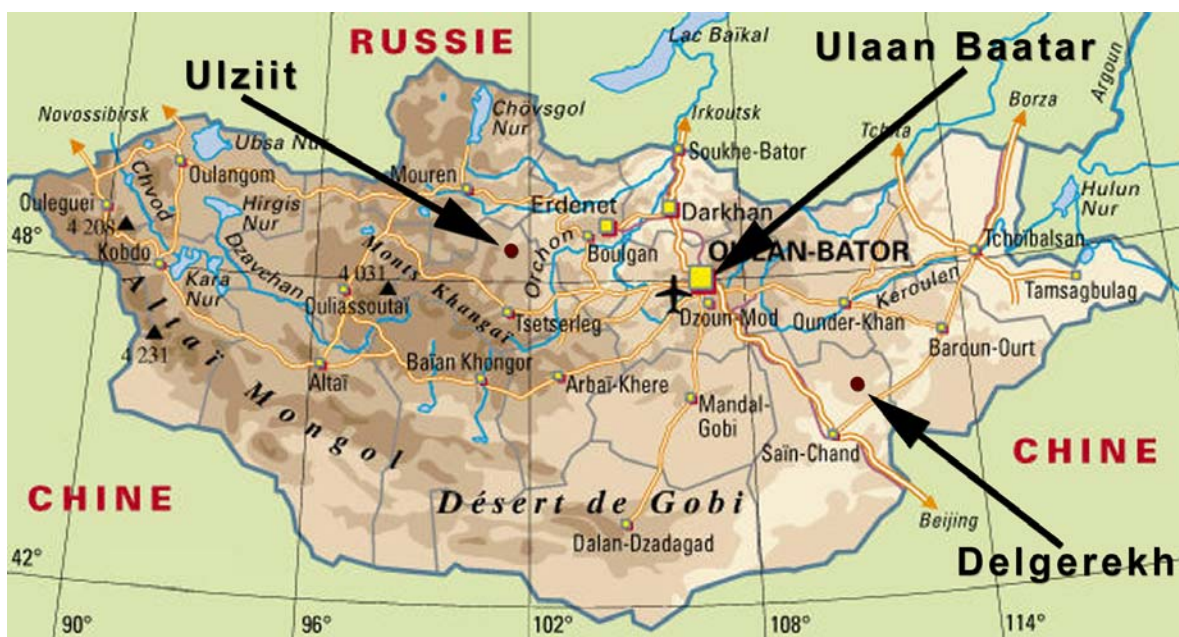 RUSSIE
Lac Baïkal
Ulaan Baatar
Ulziit
Argoun
Novossibirsk
Chövsgol
Nur
Irkoutsk
Borza
Tchita
Ubsa Nur
Soukhe-Bator
Oulangom
Mouren
Hulun
Nur
Ouleguei
Chvod
Hirgis
Nur
Erdenet
Darkhan
4 208
48°
Kobdo
Dzavchan
Monts Khangaï
Orchon
Boulgan
OULAN-BATOR
Tchoibalsan
Kara
Nur
4 031
Ouliassoutaï
Kéroulen
Tamsagbulag
Tsetserleg
Dzoun-Mod
Ounder-Khan
4 231
Altaï Mongol
Baroun-Ourt
Altaï
Baïan Khongor
Arbaï-Khere
Mandal-
Gobi
Saïn-Chand
CHINE
CHINE
Désert de Gobi
Beijing
Dalan-Dzadagad
42°
Delgerekh
90°
96°
102°
108°
114°